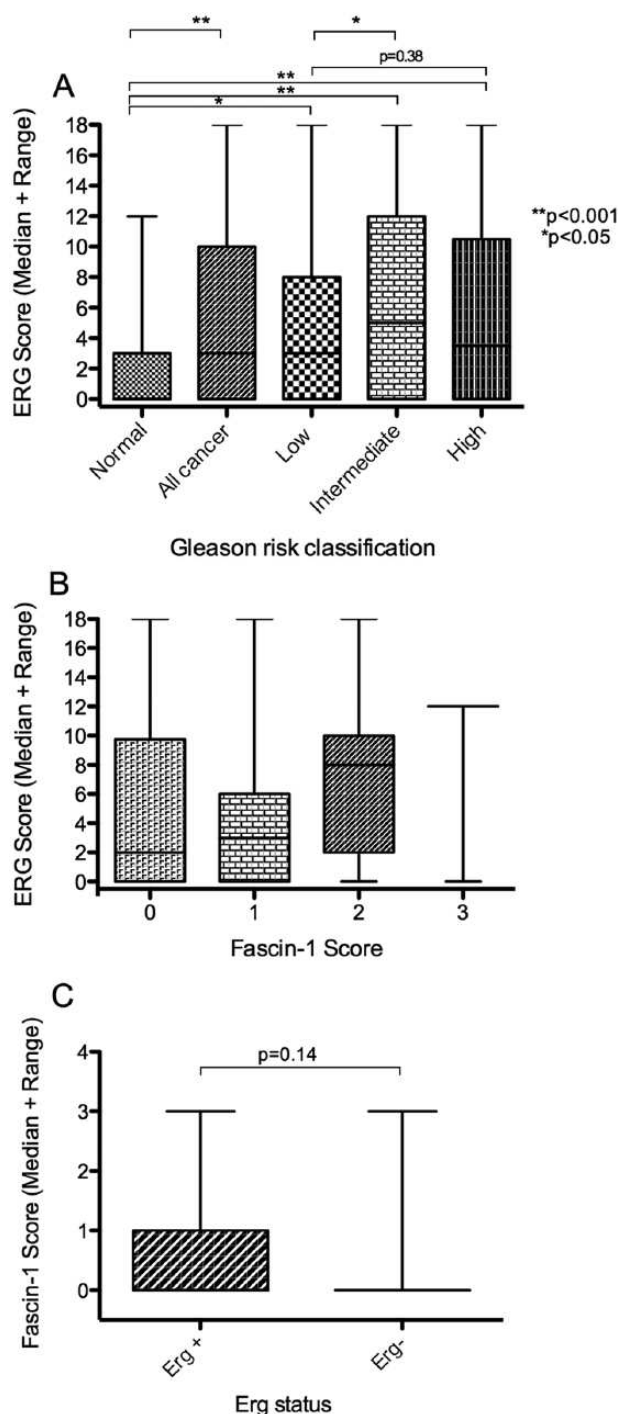 ** *
p=0.38
**
A **
*
ERG Score (Median + Range)
18
16
14
12
10
8
6
4
2
0
**p<0.001
*p<0.05
Normal All cancer Low Intermediate High
Gleason risk classification
B
ERG Score (Median + Range)
18
16
14
12
10
8
6
4
2
0
0 1 2 3
Fascin-1 Score
C
p=0.14
Fascin-1 Score (Median + Range)
4
3
2
1
0
Erg + Erg-
Erg status